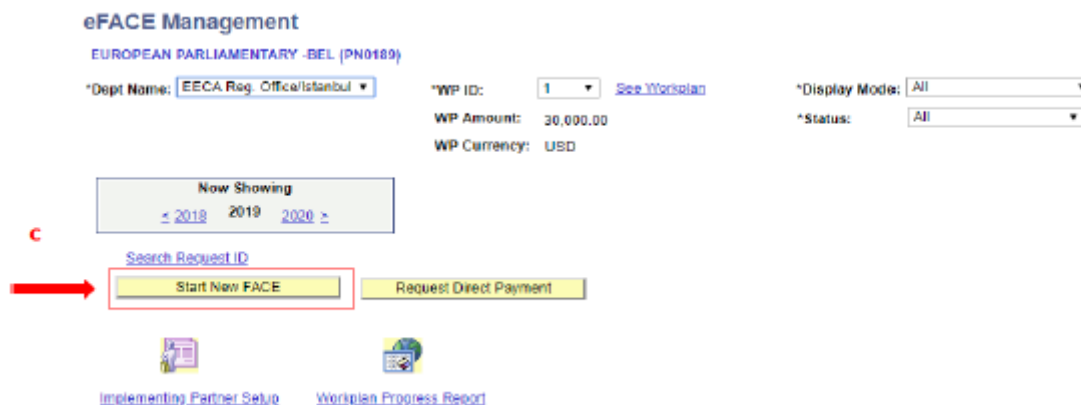 eFACE Management
EUROPEAN PARLIAMENTARY -BEL (PN0189)
*Dept Name: EECA Reg. Office/Istanbul *WP ID: 1 See Workplan *Display Mode: All
WP Amount: 30,000.00 *Status: All
WP Currency: USD
Now Showing
< 2018 2019 2020 >
c
Search Request ID
Start New FACE Request Direct Payment
Implementing Partner Setup Workplan Progress Report